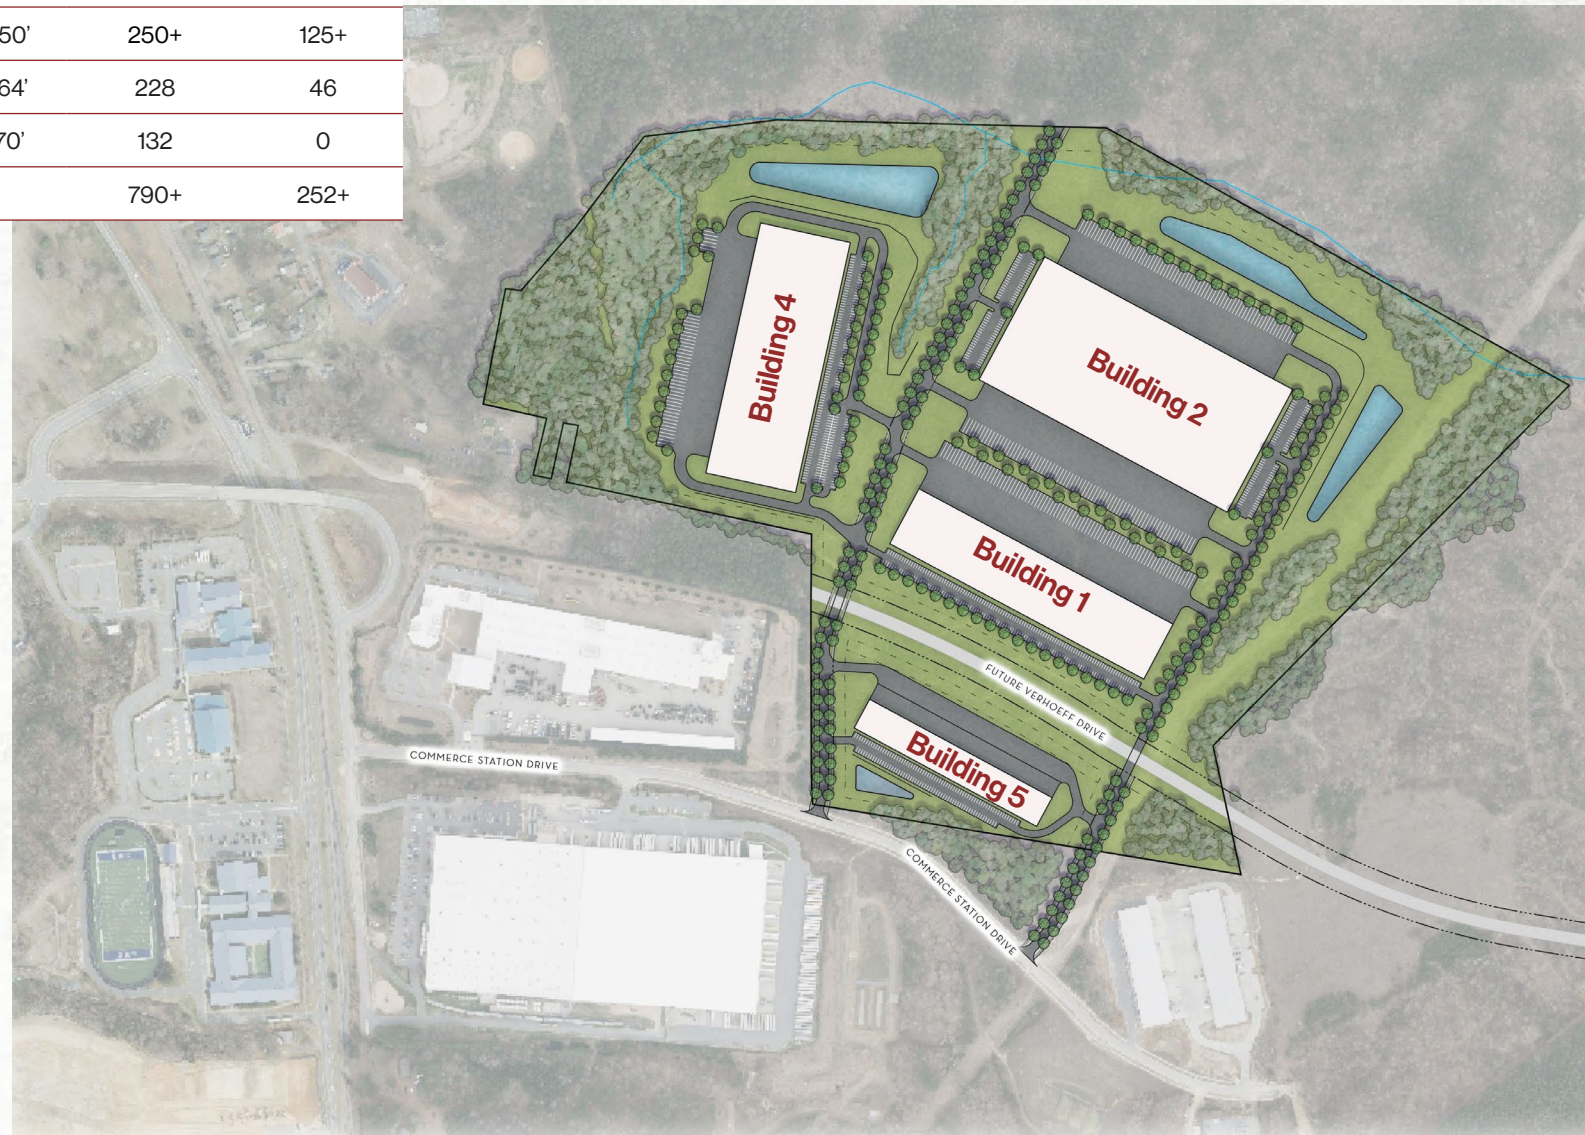 50’ 250+ 125+
64’ 228 46
70’ 132 0
790+ 252+
Building 4
Building 2
Building 1
FUTURE VERHOEFF DRIVE
Building 5
COMMERCE STATION DRIVE
COMMERCE STATION DRIVE